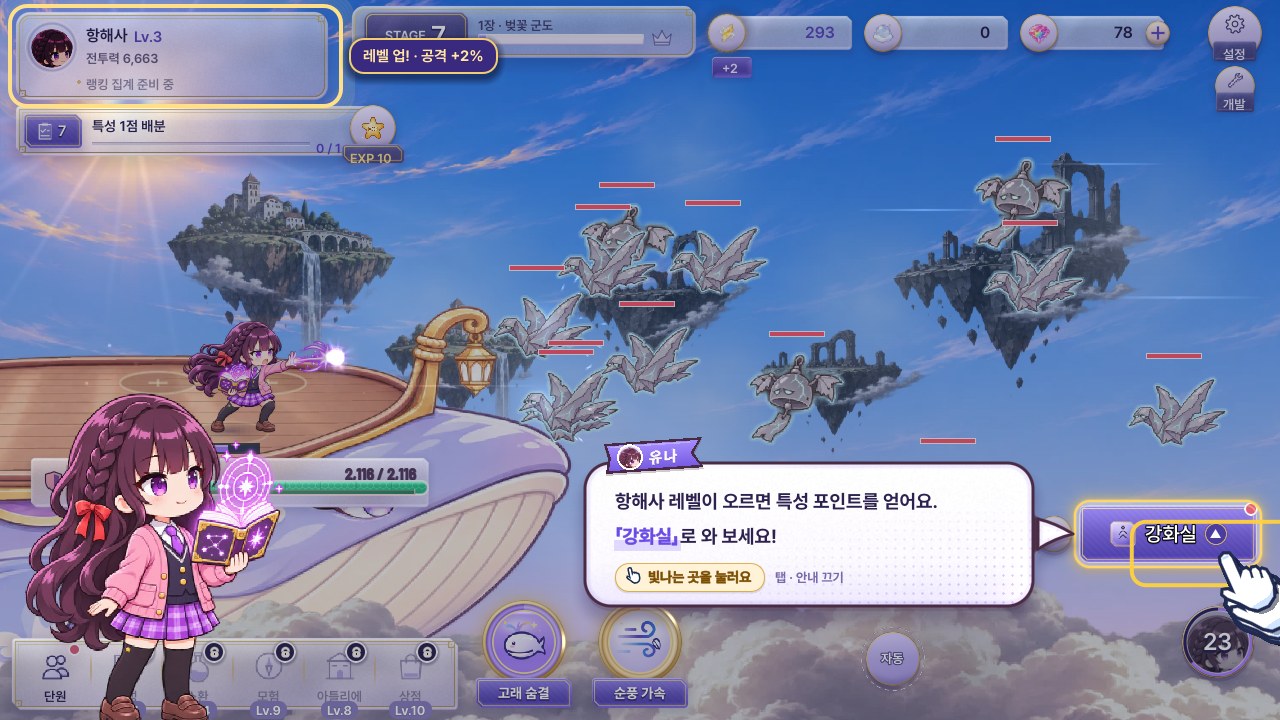 항해사 Lv.3
전투력 6,663
랭킹 집계 준비 중
STAGE 7
1장 · 벚꽃 군도
레벨 업! · 공격 +2%
293
+2
0
78
설정
개발
7
특성 1점 배분
0 / 1
EXP 10
2,116 / 2,116
유나
항해사 레벨이 오르면 특성 포인트를 얻어요.
「강화실」로 와 보세요!
빛나는 곳을 눌러요
탭 · 안내 끄기
강화실
23
자동
고래 숨결
순풍 가속
단원
모험
Lv.9
아틀리에
Lv.8
상점
Lv.10